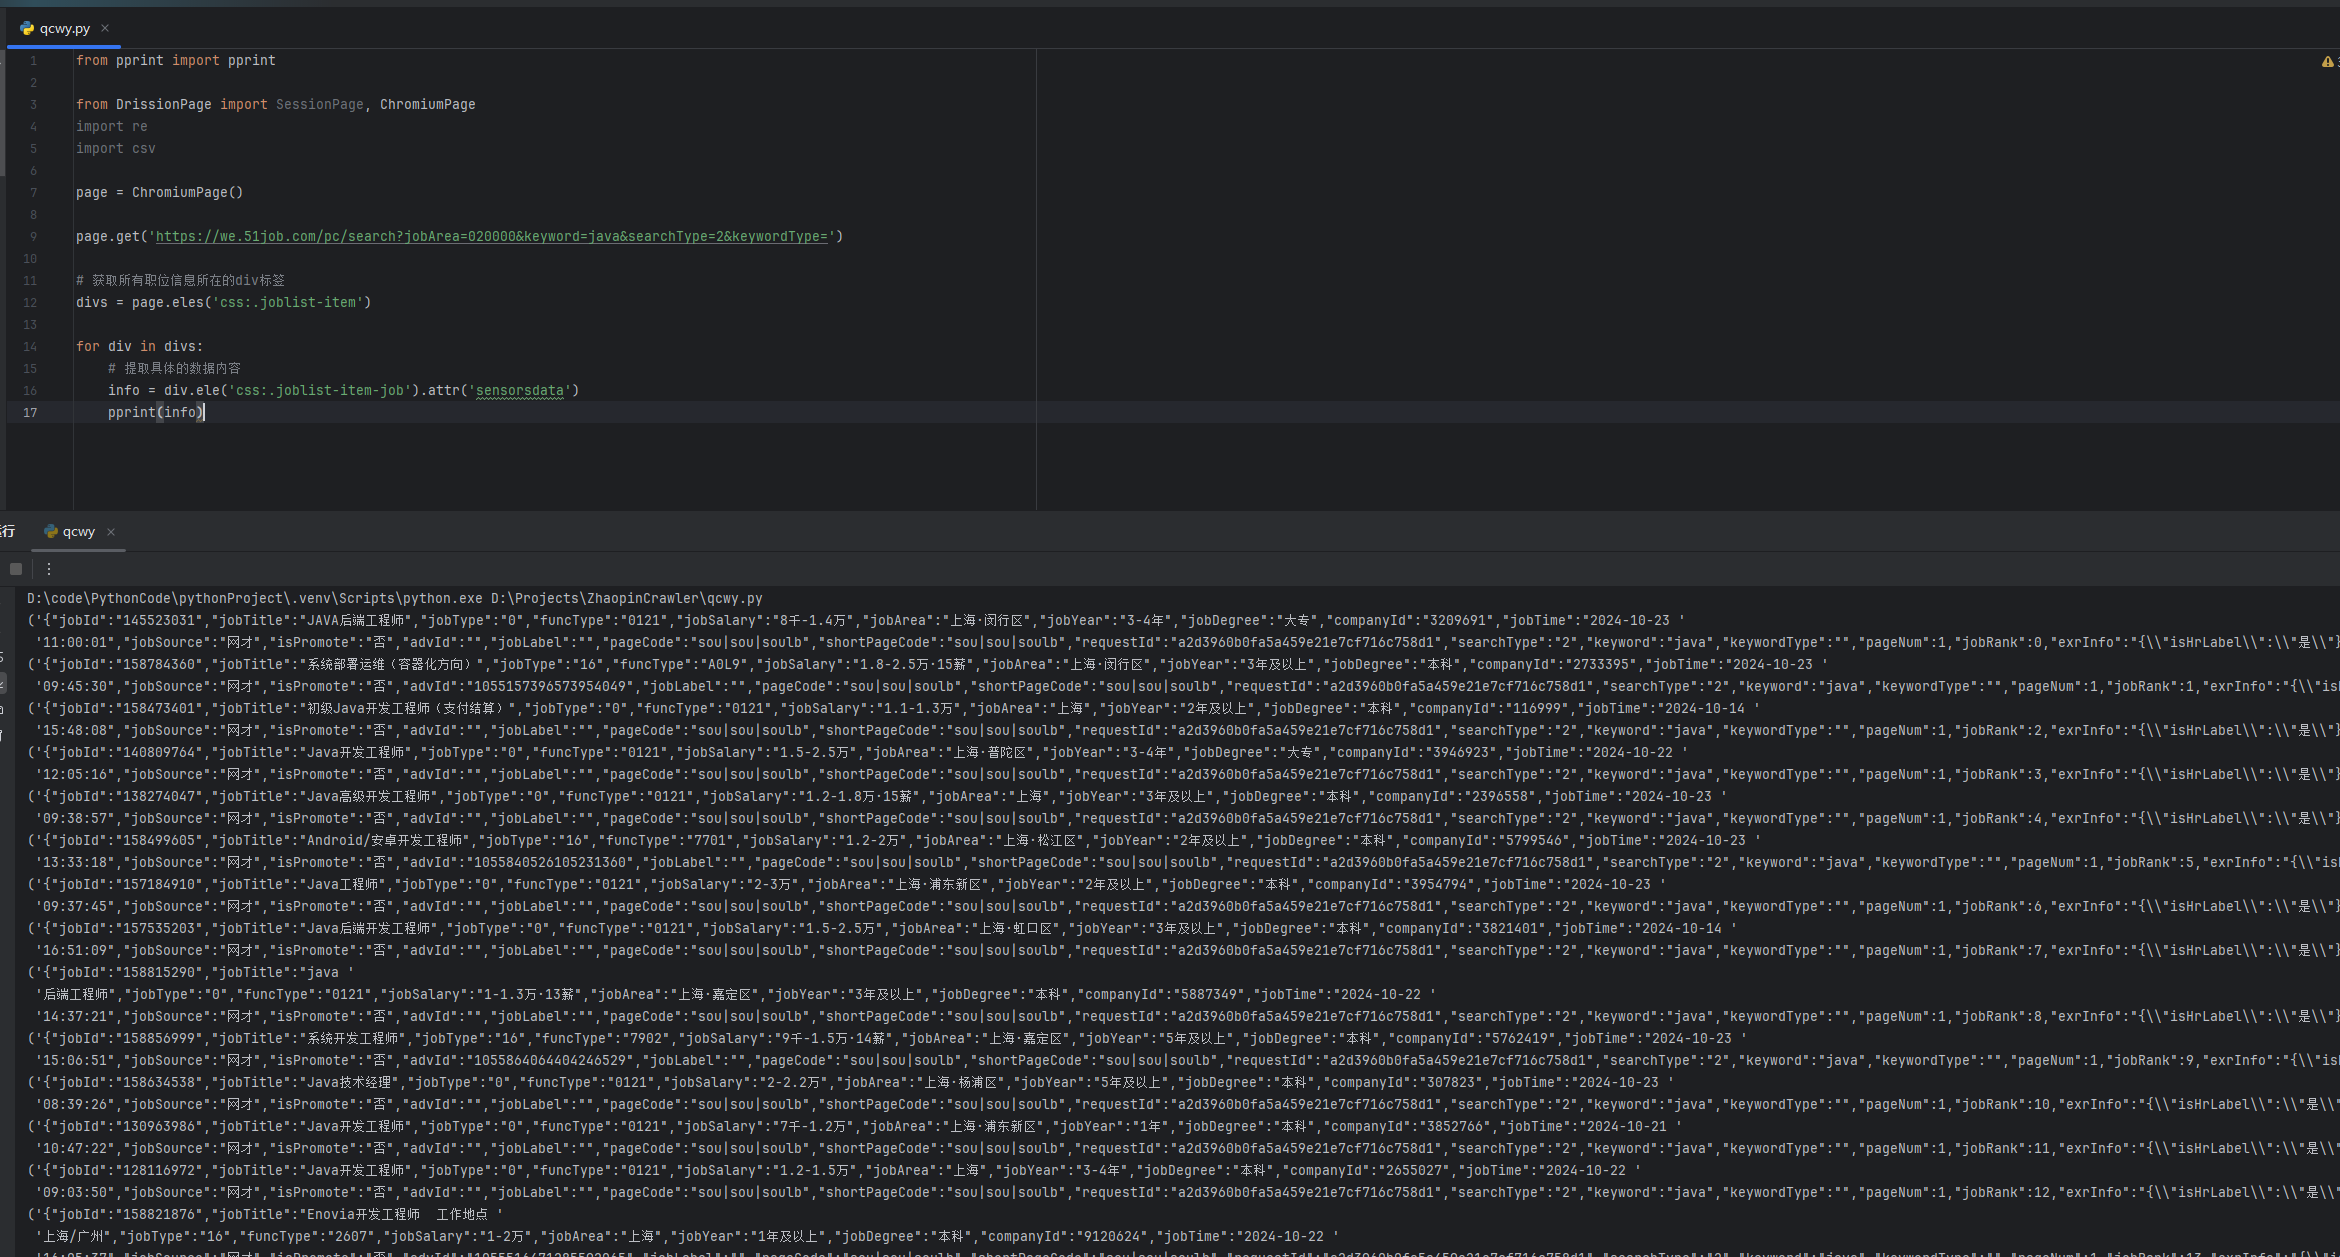 qcwy.py
1 from pprint import pprint
2
3 from DrissionPage import SessionPage, ChromiumPage
4 import re
5 import csv
6
7 page = ChromiumPage()
8
9 page.get('https://we.51job.com/pc/search?jobArea=020000&keyword=java&searchType=2&keywordType=')
10
11 # 获取所有职位信息所在的div标签
12 divs = page.eles('css:.joblist-item')
13
14 for div in divs:
15     # 提取具体的数据内容
16     info = div.ele('css:.joblist-item-job').attr('sensorsdata')
17     pprint(info)
行 qcwy
D:\code\PythonCode\pythonProject\.venv\Scripts\python.exe D:\Projects\ZhaopinCrawler\qcwy.py
('{"jobId":"145523031","jobTitle":"JAVA后端工程师","jobType":"0","funcType":"0121","jobSalary":"8千-1.4万","jobArea":"上海·闵行区","jobYear":"3-4年","jobDegree":"大专","companyId":"3209691","jobTime":"2024-10-23 '
'11:00:01","jobSource":"网才","isPromote":"否","advId":"","jobLabel":"","pageCode":"sou|sou|soulb","shortPageCode":"sou|sou|soulb","requestId":"a2d3960b0fa5a459e21e7cf716c758d1","searchType":"2","keyword":"java","keywordType":"","pageNum":1,"jobRank":0,"exrInfo":"{\\"isHrLabel\\":\\"是\\"}
('{"jobId":"158784360","jobTitle":"系统部署运维（容器化方向）","jobType":"16","funcType":"A0L9","jobSalary":"1.8-2.5万·15薪","jobArea":"上海·闵行区","jobYear":"3年及以上","jobDegree":"本科","companyId":"2733395","jobTime":"2024-10-23 '
'09:45:30","jobSource":"网才","isPromote":"否","advId":"1055157396573954049","jobLabel":"","pageCode":"sou|sou|soulb","shortPageCode":"sou|sou|soulb","requestId":"a2d3960b0fa5a459e21e7cf716c758d1","searchType":"2","keyword":"java","keywordType":"","pageNum":1,"jobRank":1,"exrInfo":"{\\"is
('{"jobId":"158473401","jobTitle":"初级Java开发工程师（支付结算）","jobType":"0","funcType":"0121","jobSalary":"1.1-1.3万","jobArea":"上海","jobYear":"2年及以上","jobDegree":"本科","companyId":"116999","jobTime":"2024-10-14 '
'15:48:08","jobSource":"网才","isPromote":"否","advId":"","jobLabel":"","pageCode":"sou|sou|soulb","shortPageCode":"sou|sou|soulb","requestId":"a2d3960b0fa5a459e21e7cf716c758d1","searchType":"2","keyword":"java","keywordType":"","pageNum":1,"jobRank":2,"exrInfo":"{\\"isHrLabel\\":\\"是\\"}
('{"jobId":"140809764","jobTitle":"Java开发工程师","jobType":"0","funcType":"0121","jobSalary":"1.5-2.5万","jobArea":"上海·普陀区","jobYear":"3-4年","jobDegree":"大专","companyId":"3946923","jobTime":"2024-10-22 '
'12:05:16","jobSource":"网才","isPromote":"否","advId":"","jobLabel":"","pageCode":"sou|sou|soulb","shortPageCode":"sou|sou|soulb","requestId":"a2d3960b0fa5a459e21e7cf716c758d1","searchType":"2","keyword":"java","keywordType":"","pageNum":1,"jobRank":3,"exrInfo":"{\\"isHrLabel\\":\\"是\\"}
('{"jobId":"138274047","jobTitle":"Java高级开发工程师","jobType":"0","funcType":"0121","jobSalary":"1.2-1.8万·15薪","jobArea":"上海","jobYear":"3年及以上","jobDegree":"本科","companyId":"2396558","jobTime":"2024-10-23 '
'09:38:57","jobSource":"网才","isPromote":"否","advId":"","jobLabel":"","pageCode":"sou|sou|soulb","shortPageCode":"sou|sou|soulb","requestId":"a2d3960b0fa5a459e21e7cf716c758d1","searchType":"2","keyword":"java","keywordType":"","pageNum":1,"jobRank":4,"exrInfo":"{\\"isHrLabel\\":\\"是\\"}
('{"jobId":"158499605","jobTitle":"Android/安卓开发工程师","jobType":"16","funcType":"7701","jobSalary":"1.2-2万","jobArea":"上海·松江区","jobYear":"2年及以上","jobDegree":"本科","companyId":"5799546","jobTime":"2024-10-23 '
'13:33:18","jobSource":"网才","isPromote":"否","advId":"1055840526105231360","jobLabel":"","pageCode":"sou|sou|soulb","shortPageCode":"sou|sou|soulb","requestId":"a2d3960b0fa5a459e21e7cf716c758d1","searchType":"2","keyword":"java","keywordType":"","pageNum":1,"jobRank":5,"exrInfo":"{\\"is
('{"jobId":"157184910","jobTitle":"Java工程师","jobType":"0","funcType":"0121","jobSalary":"2-3万","jobArea":"上海·浦东新区","jobYear":"2年及以上","jobDegree":"本科","companyId":"3954794","jobTime":"2024-10-23 '
'09:37:45","jobSource":"网才","isPromote":"否","advId":"","jobLabel":"","pageCode":"sou|sou|soulb","shortPageCode":"sou|sou|soulb","requestId":"a2d3960b0fa5a459e21e7cf716c758d1","searchType":"2","keyword":"java","keywordType":"","pageNum":1,"jobRank":6,"exrInfo":"{\\"isHrLabel\\":\\"是\\"}
('{"jobId":"157535203","jobTitle":"Java后端开发工程师","jobType":"0","funcType":"0121","jobSalary":"1.5-2.5万","jobArea":"上海·虹口区","jobYear":"3年及以上","jobDegree":"本科","companyId":"3821401","jobTime":"2024-10-14 '
'16:51:09","jobSource":"网才","isPromote":"否","advId":"","jobLabel":"","pageCode":"sou|sou|soulb","shortPageCode":"sou|sou|soulb","requestId":"a2d3960b0fa5a459e21e7cf716c758d1","searchType":"2","keyword":"java","keywordType":"","pageNum":1,"jobRank":7,"exrInfo":"{\\"isHrLabel\\":\\"是\\"}
('{"jobId":"158815290","jobTitle":"java '
'后端工程师","jobType":"0","funcType":"0121","jobSalary":"1-1.3万·13薪","jobArea":"上海·嘉定区","jobYear":"3年及以上","jobDegree":"本科","companyId":"5887349","jobTime":"2024-10-22 '
'14:37:21","jobSource":"网才","isPromote":"否","advId":"","jobLabel":"","pageCode":"sou|sou|soulb","shortPageCode":"sou|sou|soulb","requestId":"a2d3960b0fa5a459e21e7cf716c758d1","searchType":"2","keyword":"java","keywordType":"","pageNum":1,"jobRank":8,"exrInfo":"{\\"isHrLabel\\":\\"是\\"}
('{"jobId":"158856999","jobTitle":"系统开发工程师","jobType":"16","funcType":"7902","jobSalary":"9千-1.5万·14薪","jobArea":"上海·嘉定区","jobYear":"5年及以上","jobDegree":"本科","companyId":"5762419","jobTime":"2024-10-23 '
'15:06:51","jobSource":"网才","isPromote":"否","advId":"1055864064404246529","jobLabel":"","pageCode":"sou|sou|soulb","shortPageCode":"sou|sou|soulb","requestId":"a2d3960b0fa5a459e21e7cf716c758d1","searchType":"2","keyword":"java","keywordType":"","pageNum":1,"jobRank":9,"exrInfo":"{\\"is
('{"jobId":"158634538","jobTitle":"Java技术经理","jobType":"0","funcType":"0121","jobSalary":"2-2.2万","jobArea":"上海·杨浦区","jobYear":"5年及以上","jobDegree":"本科","companyId":"307823","jobTime":"2024-10-23 '
'08:39:26","jobSource":"网才","isPromote":"否","advId":"","jobLabel":"","pageCode":"sou|sou|soulb","shortPageCode":"sou|sou|soulb","requestId":"a2d3960b0fa5a459e21e7cf716c758d1","searchType":"2","keyword":"java","keywordType":"","pageNum":1,"jobRank":10,"exrInfo":"{\\"isHrLabel\\":\\"是\\"
('{"jobId":"130963986","jobTitle":"Java开发工程师","jobType":"0","funcType":"0121","jobSalary":"7千-1.2万","jobArea":"上海·浦东新区","jobYear":"1年","jobDegree":"本科","companyId":"3852766","jobTime":"2024-10-21 '
'10:47:22","jobSource":"网才","isPromote":"否","advId":"","jobLabel":"","pageCode":"sou|sou|soulb","shortPageCode":"sou|sou|soulb","requestId":"a2d3960b0fa5a459e21e7cf716c758d1","searchType":"2","keyword":"java","keywordType":"","pageNum":1,"jobRank":11,"exrInfo":"{\\"isHrLabel\\":\\"是\\"
('{"jobId":"128116972","jobTitle":"Java开发工程师","jobType":"0","funcType":"0121","jobSalary":"1.2-1.5万","jobArea":"上海","jobYear":"3-4年","jobDegree":"本科","companyId":"2655027","jobTime":"2024-10-22 '
'09:03:50","jobSource":"网才","isPromote":"否","advId":"","jobLabel":"","pageCode":"sou|sou|soulb","shortPageCode":"sou|sou|soulb","requestId":"a2d3960b0fa5a459e21e7cf716c758d1","searchType":"2","keyword":"java","keywordType":"","pageNum":1,"jobRank":12,"exrInfo":"{\\"isHrLabel\\":\\"是\\"
('{"jobId":"158821876","jobTitle":"Enovia开发工程师  工作地点 '
'上海/广州","jobType":"16","funcType":"2607","jobSalary":"1-2万","jobArea":"上海","jobYear":"1年及以上","jobDegree":"本科","companyId":"9120624","jobTime":"2024-10-22 '